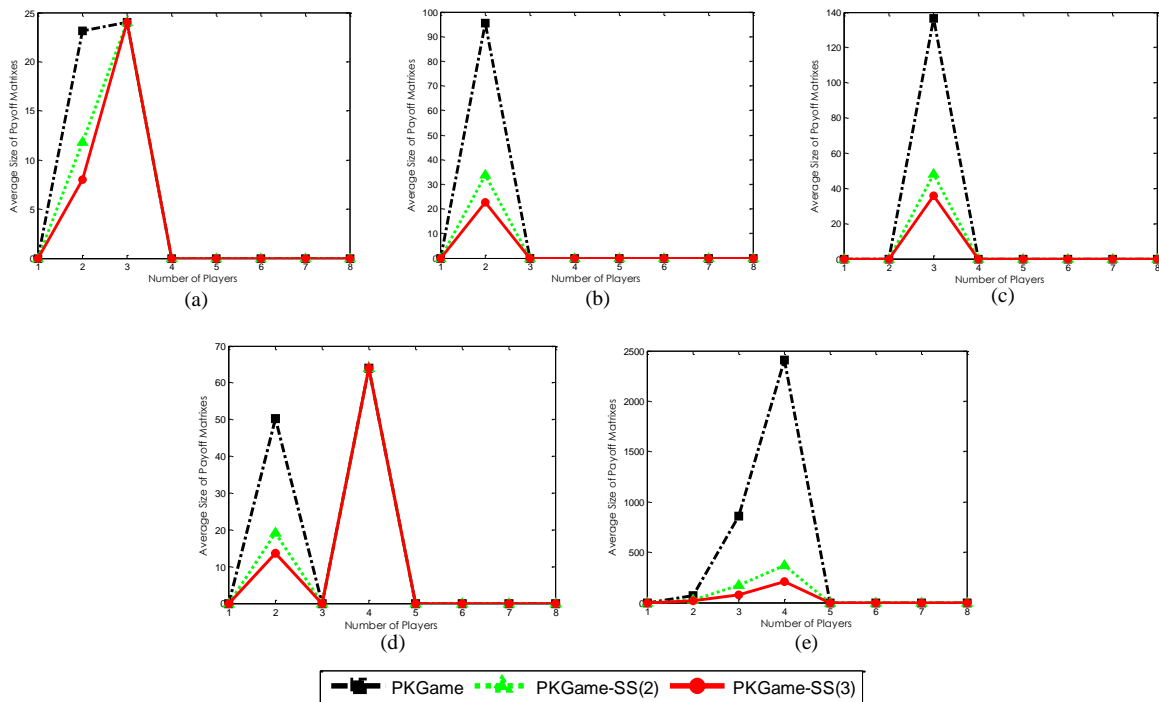 25
20
15
10
5
0
Average Size of Payoff Matrixes
1 2 3 4 5 6 7 8
Number of Players
(a)
100
90
80
70
60
50
40
30
20
10
0
Average Size of Payoff Matrixes
1 2 3 4 5 6 7 8
Number of Players
(b)
140
120
100
80
60
40
20
0
Average Size of Payoff Matrixes
1 2 3 4 5 6 7 8
Number of Players
(c)
70
60
50
40
30
20
10
0
Average Size of Payoff Matrixes
1 2 3 4 5 6 7 8
Number of Players
(d)
2500
2000
1500
1000
500
0
Average Size of Payoff Matrixes
1 2 3 4 5 6 7 8
Number of Players
(e)
PKGame PKGame-SS(2) PKGame-SS(3)